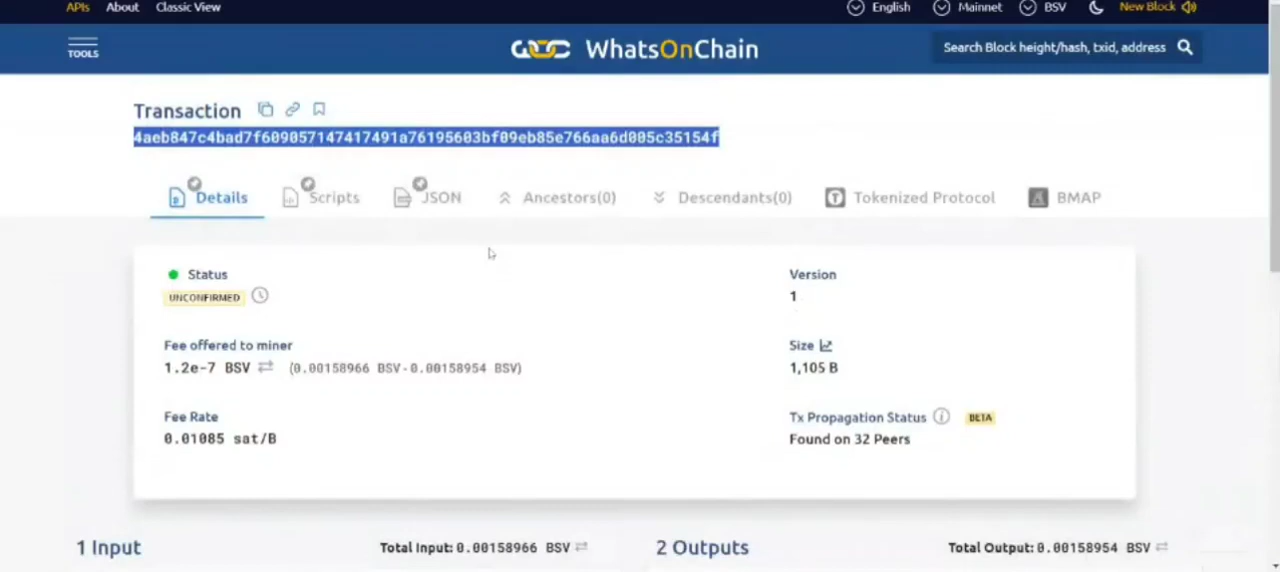 APIs About Classic View English Mainnet BSV New Block
TOOLS WhatsOnChain Search Block height/hash, txid, address
Transaction
4aeb847c4bad7f609057147417491a76195603bf09eb85e766aa6d005c35154f
Details Scripts JSON Ancestors(0) Descendants(0) Tokenized Protocol BMAP
Status Version
UNCONFIRMED 1
Fee offered to miner Size
1.2e-7 BSV (0.00158966 BSV-0.00158954 BSV) 1,105 B
Fee Rate Tx Propagation Status BETA
0.01085 sat/B Found on 32 Peers
1 Input Total Input: 0.00158966 BSV 2 Outputs Total Output: 0.00158954 BSV